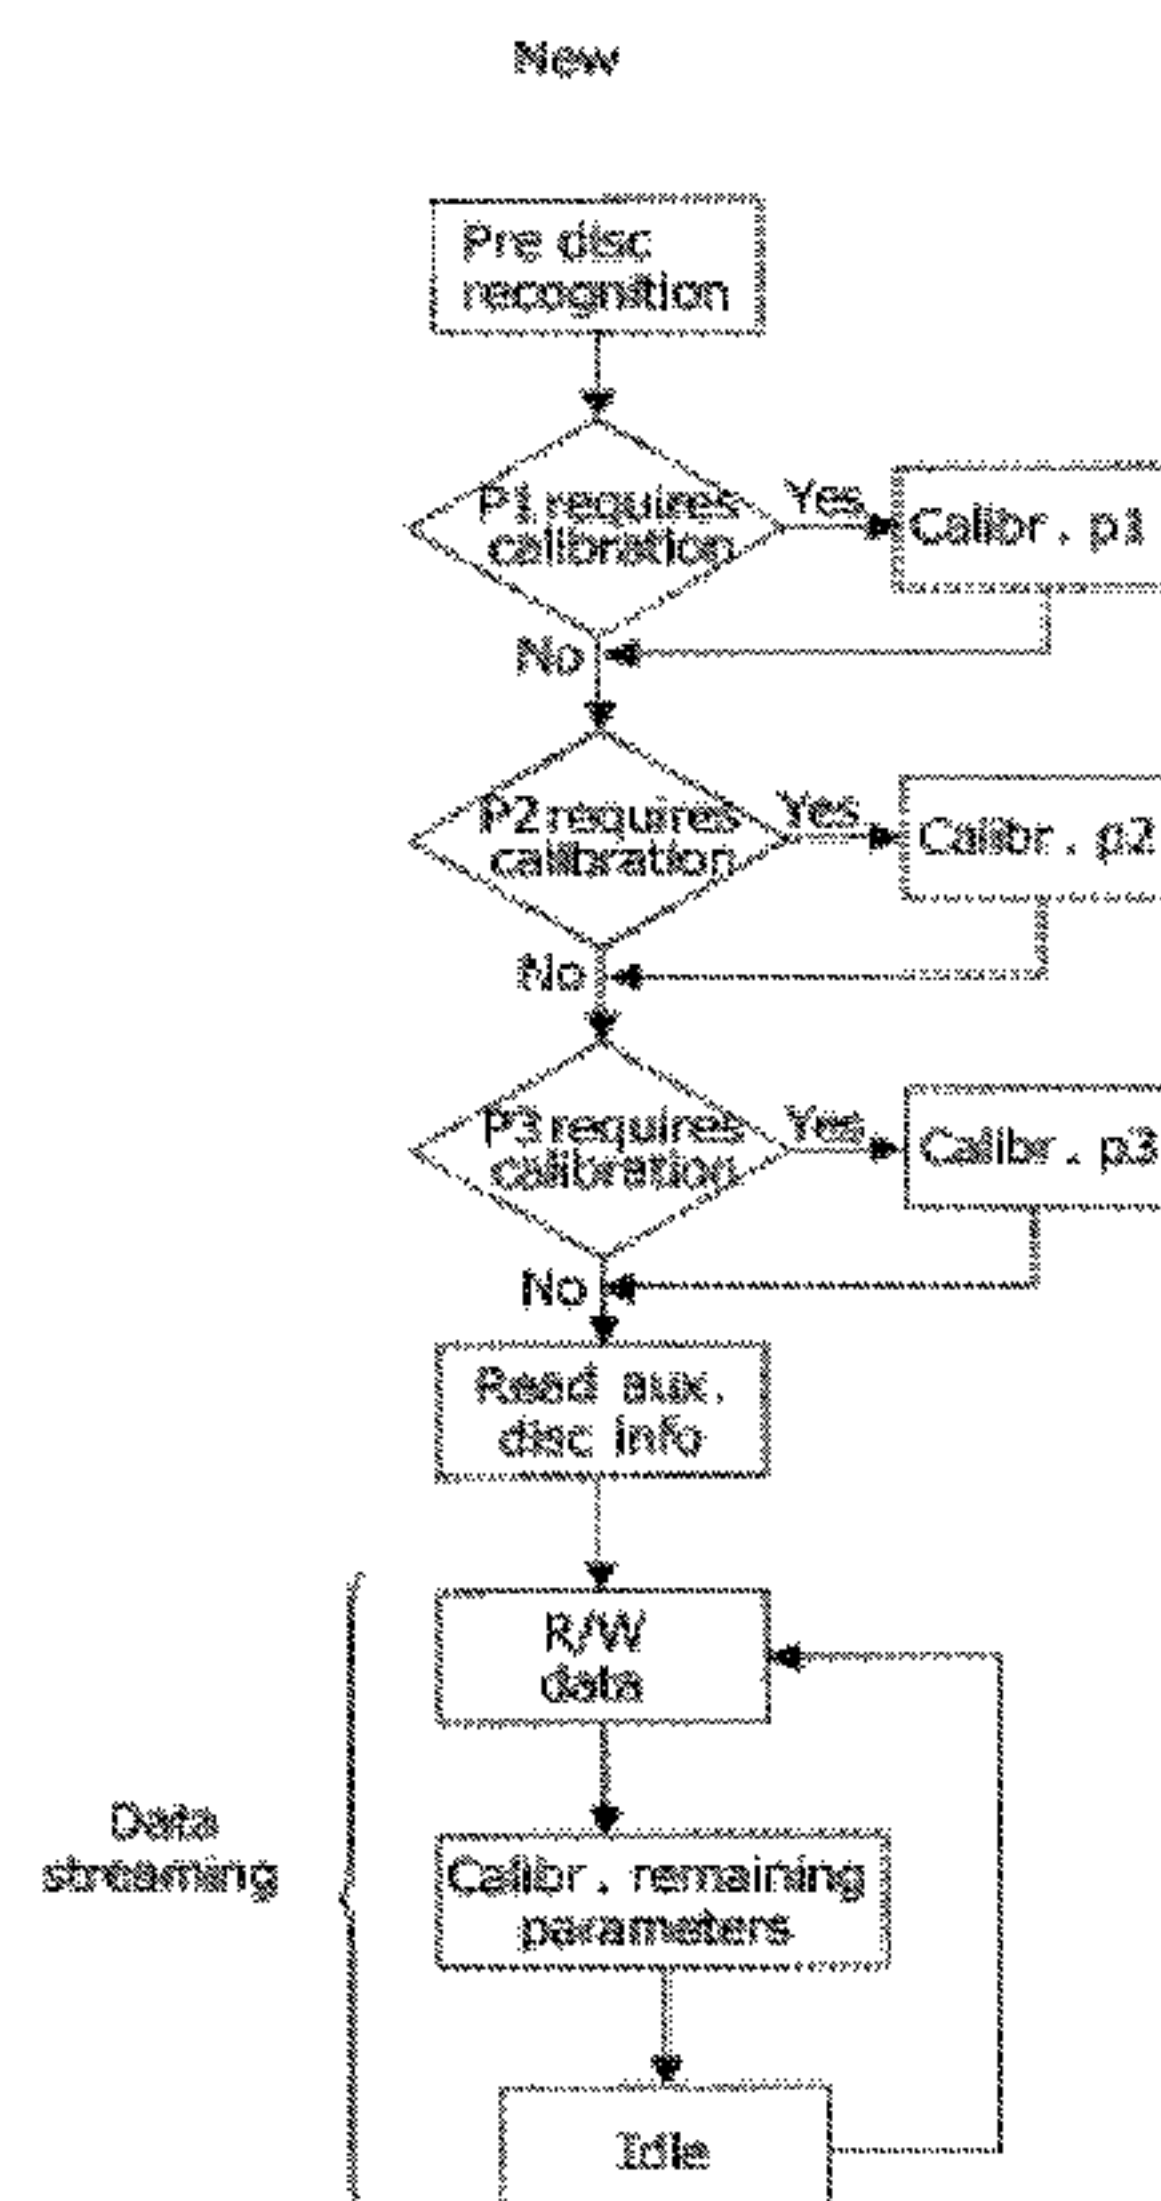 New
Pre disc
recognition
P1 requires
calibration
Yes
Calibr. p1
No
P2 requires
calibration
Yes
Calibr. p2
No
P3 requires
calibration
Yes
Calibr. p3
No
Read aux.
disc info
R/W
data
Data
streaming
Calibr. remaining
parameters
Idle